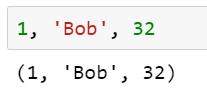 1, 'Bob', 32
(1, 'Bob', 32)